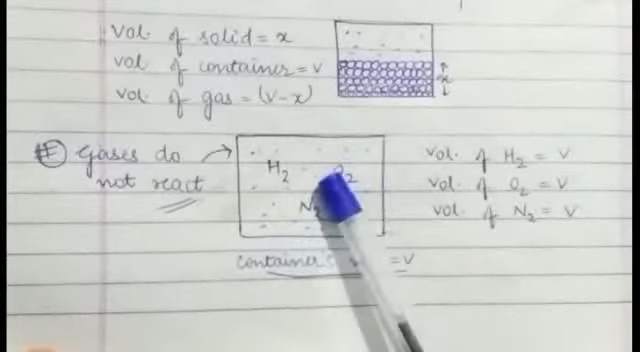 vol. of solid = x
vol of container = v
vol of gas = (v-x)
x
(E) gases do
not react
H2
O2
N2
vol. of H2 = V
vol. of O2 = V
vol. of N2 = V
container = V